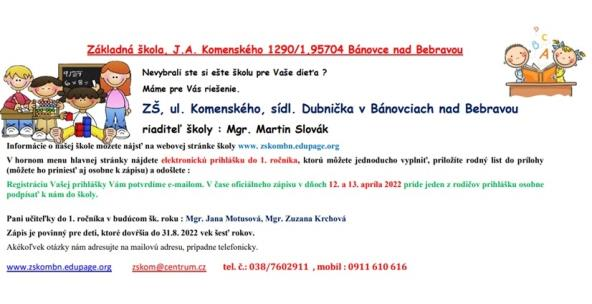 Základná škola, J.A. Komenského 1290/1,95704 Bánovce nad Bebravou
Nevybrali ste si ešte školu pre Vaše dieťa ?
Máme pre Vás riešenie.
ZŠ, ul. Komenského, sídl. Dubnička v Bánovciach nad Bebravou
riaditeľ školy : Mgr. Martin Slovák
Informácie o našej škole môžete nájsť na webovej stránke školy www. zskombn.edupage.org
V hornom menu hlavnej stránky nájdete elektronickú prihlášku do 1. ročníka, ktorú môžete jednoducho vyplniť, priložíte rodný list do prílohy
(môžete ho priniesť aj osobne k zápisu) a odošlete :
Registráciu Vašej prihlášky Vám potvrdíme e-mailom. V čase oficiálneho zápisu v dňoch 12. a 13. apríla 2022 príde jeden z rodičov prihlášku osobne
podpísať k nám do školy.
Pani učiteľky do 1. ročníka v budúcom šk. roku : Mgr. Jana Motusová, Mgr. Zuzana Krchová
Zápis je povinný pre deti, ktoré dovŕšia do 31.8. 2022 vek šesť rokov.
Akékoľvek otázky nám adresujte na mailovú adresu, prípadne telefonicky.
www.zskombn.edupage.org zskom@centrum.cz tel. č.: 038/7602911 , mobil : 0911 610 616